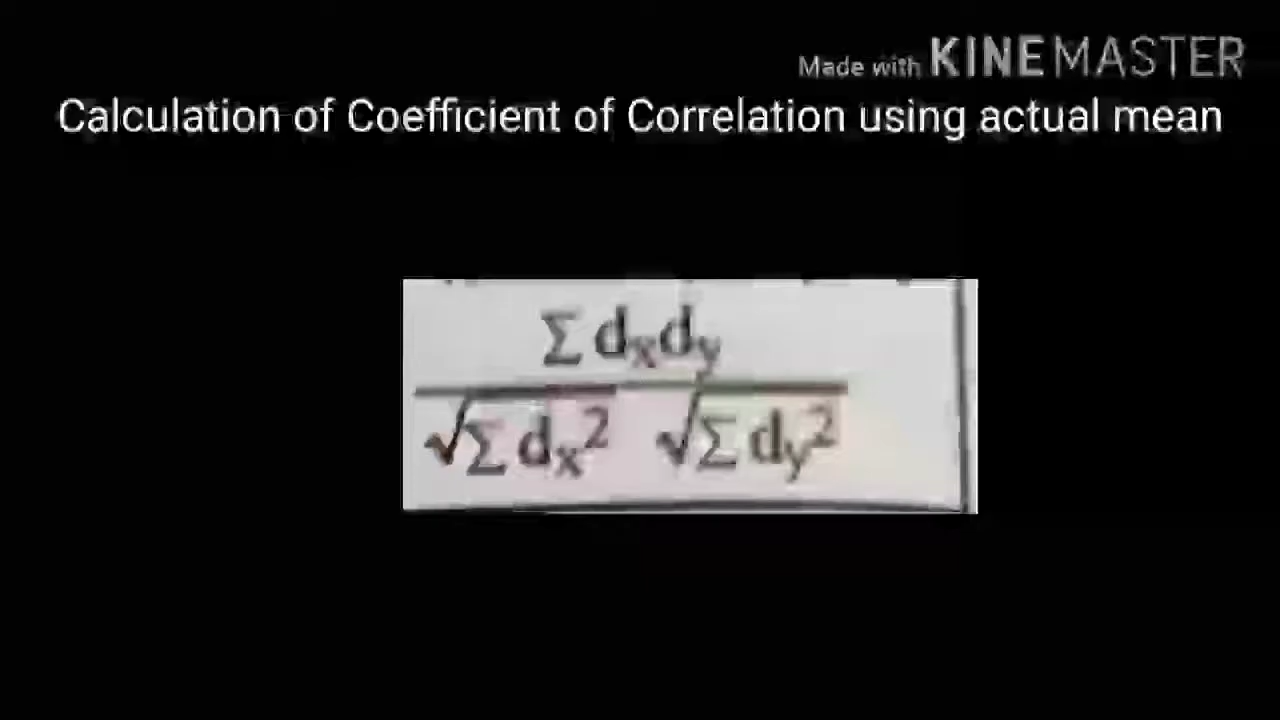 Made with KINEMASTER
Calculation of Coefficient of Correlation using actual mean
Σ dxdy
√Σ dx² √Σ dy²